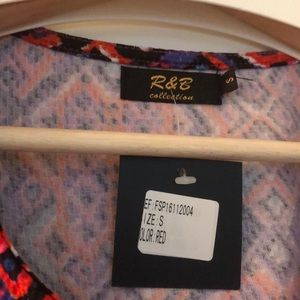 R&B
collection
S
EF:FSP16112004
IZE:S
OLOR:RED